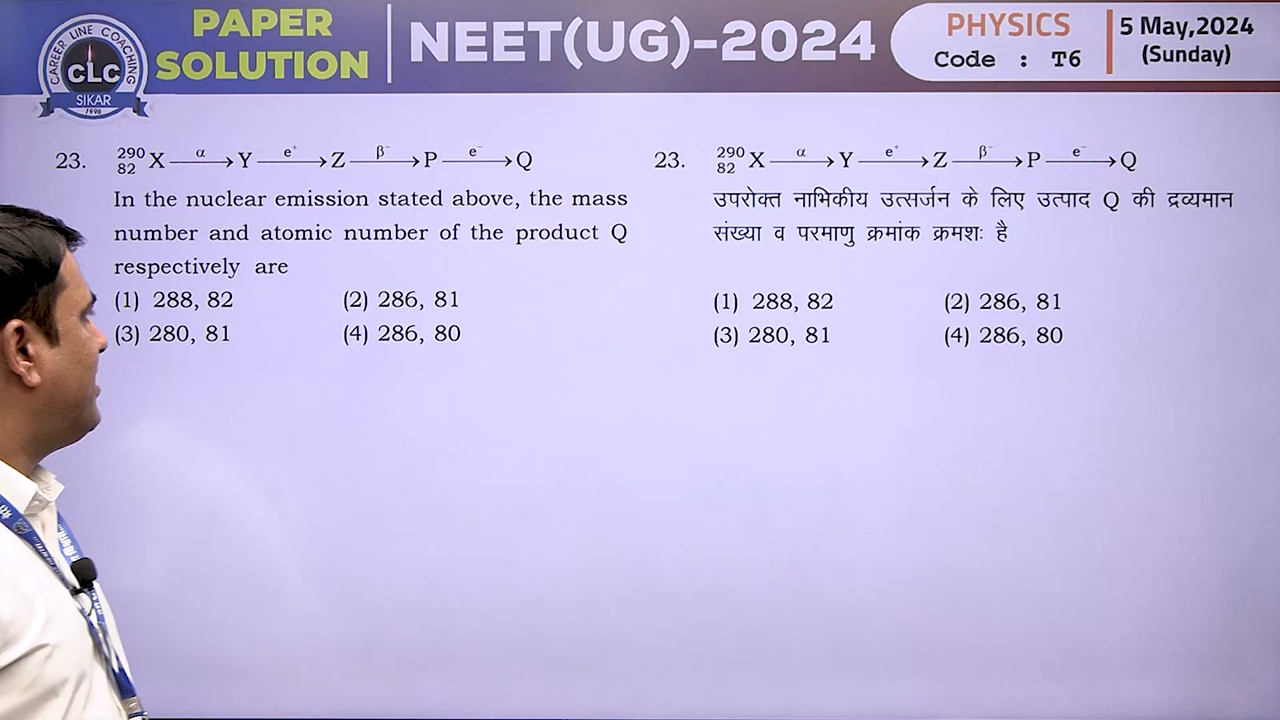 CAREER LINE COACHING
CLC
SIKAR
1996
PAPER
SOLUTION
NEET(UG)-2024
PHYSICS
Code : T6
5 May,2024
(Sunday)
23. ²⁹⁰₈₂X —α→ Y —e⁺→ Z —β⁻→ P —e⁻→ Q
In the nuclear emission stated above, the mass
number and atomic number of the product Q
respectively are
(1) 288, 82 (2) 286, 81
(3) 280, 81 (4) 286, 80
23. ²⁹⁰₈₂X —α→ Y —e⁺→ Z —β⁻→ P —e⁻→ Q
उपरोक्त नाभिकीय उत्सर्जन के लिए उत्पाद Q की द्रव्यमान
संख्या व परमाणु क्रमांक क्रमशः है
(1) 288, 82 (2) 286, 81
(3) 280, 81 (4) 286, 80